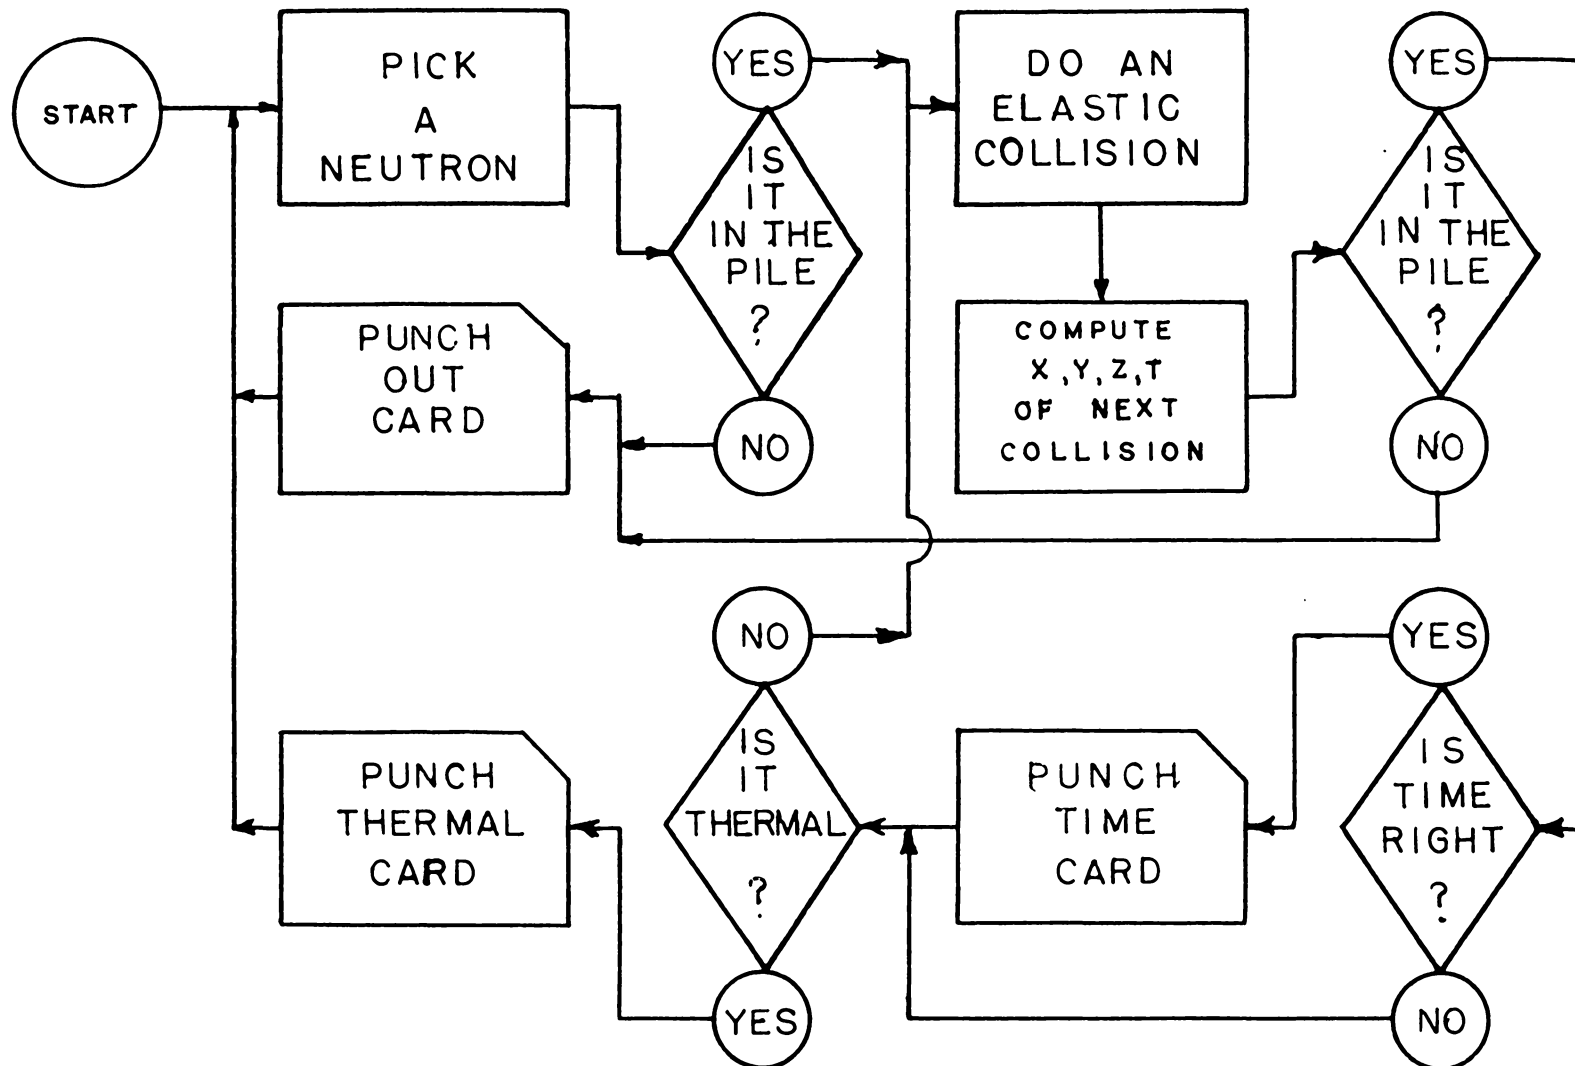 START
PICK
A
NEUTRON
YES
IS
IT
IN THE
PILE
?
NO
DO AN
ELASTIC
COLLISION
COMPUTE
X,Y,Z,T
OF NEXT
COLLISION
YES
IS
IT
IN THE
PILE
?
NO
PUNCH
OUT
CARD
YES
IS
TIME
RIGHT
?
NO
PUNCH
TIME
CARD
NO
IS
IT
THERMAL
?
YES
PUNCH
THERMAL
CARD